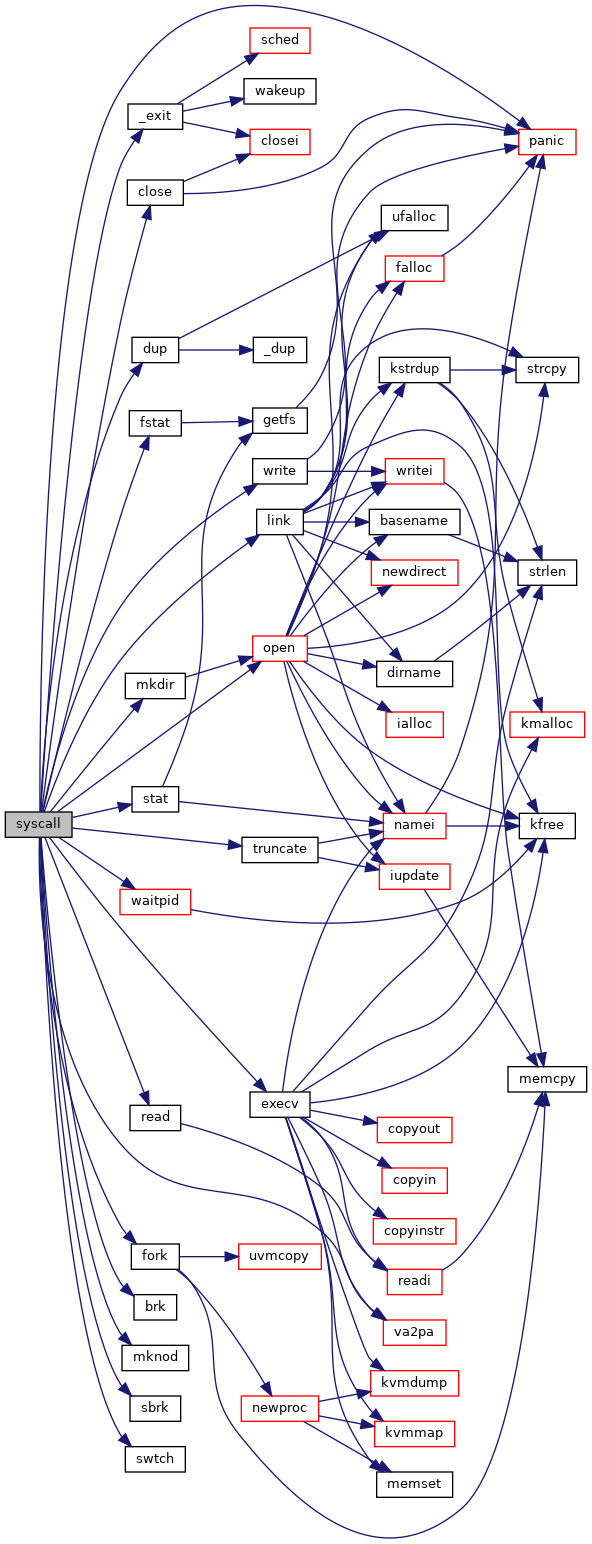 sched
wakeup
_exit
closei
panic
close
ufalloc
falloc
dup
_dup
kstrdup
strcpy
fstat
getfs
write
writei
link
basename
newdirect
strlen
open
dirname
mkdir
ialloc
kmalloc
stat
syscall
namei
kfree
truncate
iupdate
waitpid
memcpy
execv
read
copyout
copyin
copyinstr
fork
uvmcopy
readi
brk
va2pa
mknod
kvmdump
newproc
sbrk
kvmmap
swtch
memset